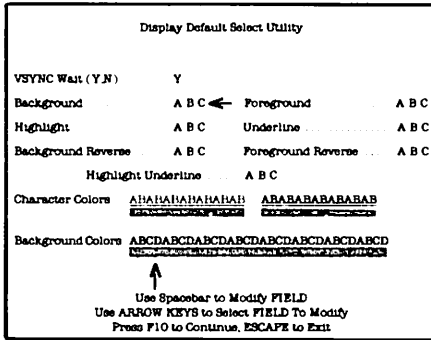 Display Default Select Utility
VSYNC Wait (Y,N) Y
Background A B C Foreground A B C
Highlight A B C Underline A B C
Background Reverse A B C Foreground Reverse A B C
Highlight Underline A B C
Character Colors ABABABABABABAB ABABABABABABAB
Background Colors ABCDABCDABCDABCDABCDABCDABCDABCD
Use Spacebar to Modify FIELD
Use ARROW KEYS to Select FIELD To Modify
Press F10 to Continue, ESCAPE to Exit